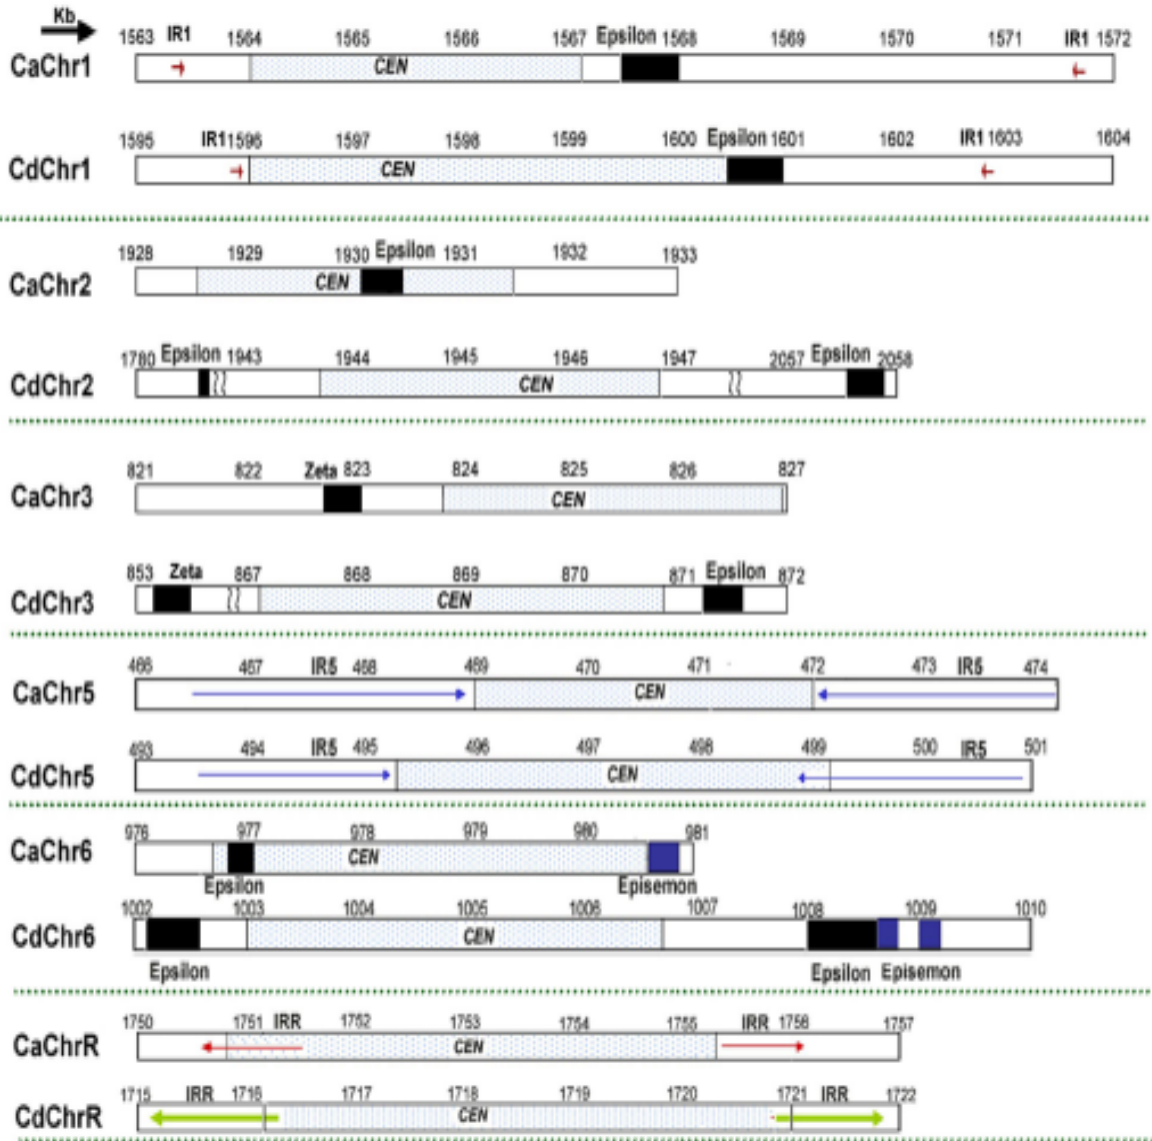 Kb
1563 IR1 1564 1565 1566 1567 Epsilon 1568 1569 1570 1571 IR1 1572
CaChr1 CEN
1595 IR1 1596 1597 1598 1599 1600 Epsilon 1601 1602 IR1 1603 1604
CdChr1 CEN
1928 1929 1930 Epsilon 1931 1932 1933
CaChr2 CEN
1780 Epsilon 1943 1944 1945 1946 1947 2057 Epsilon 2058
CdChr2 CEN
821 822 Zeta 823 824 825 826 827
CaChr3 CEN
853 Zeta 867 868 869 870 871 Epsilon 872
CdChr3 CEN
466 467 IR5 468 469 470 471 472 473 IR5 474
CaChr5 CEN
493 494 IR5 495 496 497 498 499 500 IR5 501
CdChr5 CEN
976 977 978 979 980 981
CaChr6 CEN
Epsilon Episemon
1002 1003 1004 1005 1006 1007 1008 1009 1010
CdChr6 CEN
Epsilon Epsilon Episemon
1750 1751 IRR 1752 1753 1754 1755 IRR 1756 1757
CaChrR CEN
1715 IRR 1716 1717 1718 1719 1720 1721 IRR 1722
CdChrR CEN